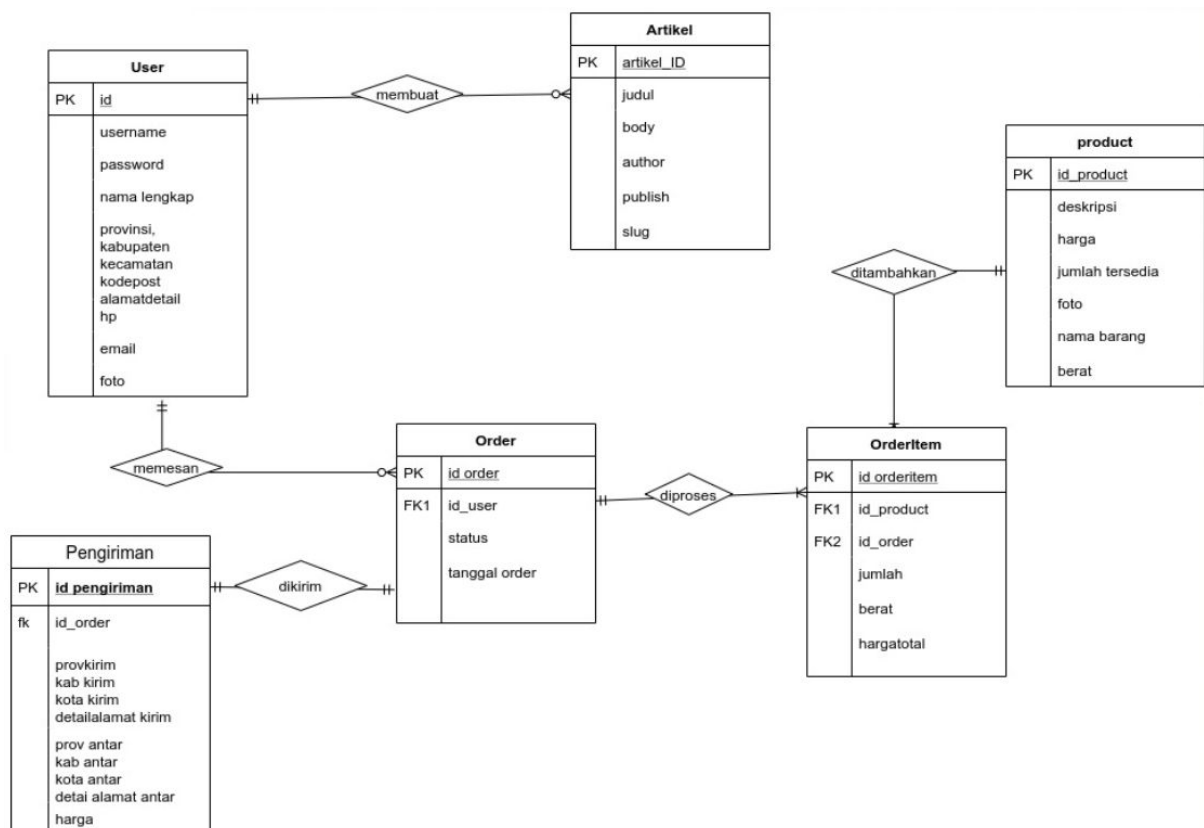 User
PK id
username
password
nama lengkap
provinsi,
kabupaten
kecamatan
kodepost
alamatdetail
hp
email
foto
membuat
Artikel
PK artikel_ID
judul
body
author
publish
slug
product
PK id_product
deskripsi
harga
jumlah tersedia
foto
nama barang
berat
ditambahkan
memesan
Order
PK id order
FK1 id_user
status
tanggal order
diproses
OrderItem
PK id orderitem
FK1 id_product
FK2 id_order
jumlah
berat
hargatotal
Pengiriman
PK id pengiriman
fk id_order
provkirim
kab kirim
kota kirim
detailalamat kirim
prov antar
kab antar
kota antar
detai alamat antar
harga
dikirim